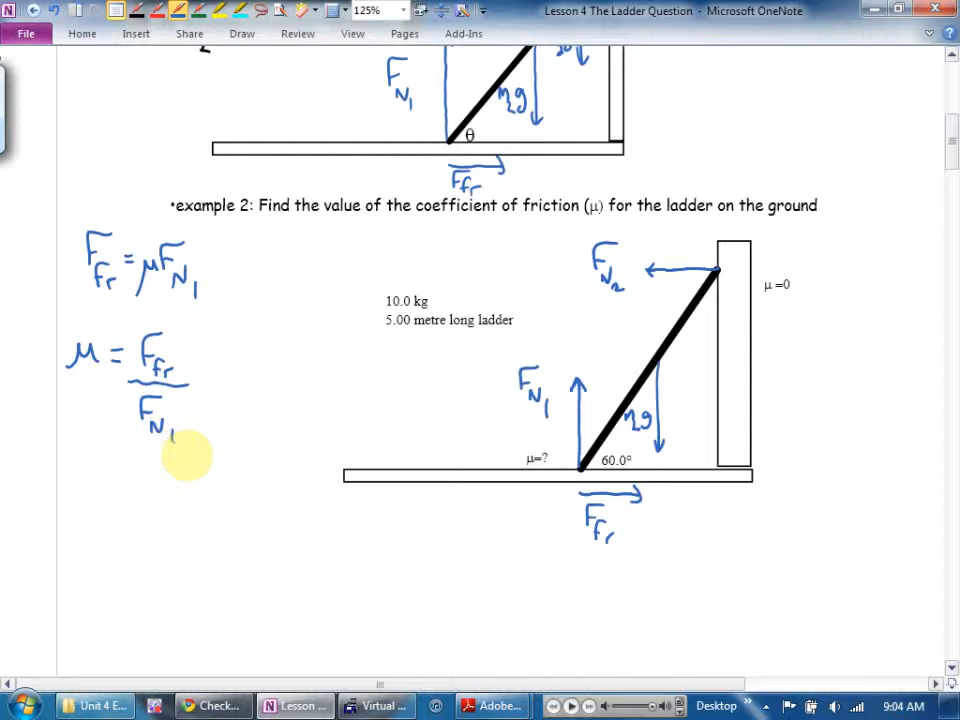 Lesson 4 The Ladder Question - Microsoft OneNote
125%
File Home Insert Share Draw Review View Pages Add-Ins
F N1
mg
θ
Ffr
•example 2: Find the value of the coefficient of friction (μ) for the ladder on the ground
Ffr = μFN1
FN2
μ =0
10.0 kg
5.00 metre long ladder
μ = Ffr
FN1
FN1
mg
μ=?
60.0°
Ffr
Unit 4 E...
Check...
Lesson ...
Virtual ...
Adobe...
Desktop
9:04 AM